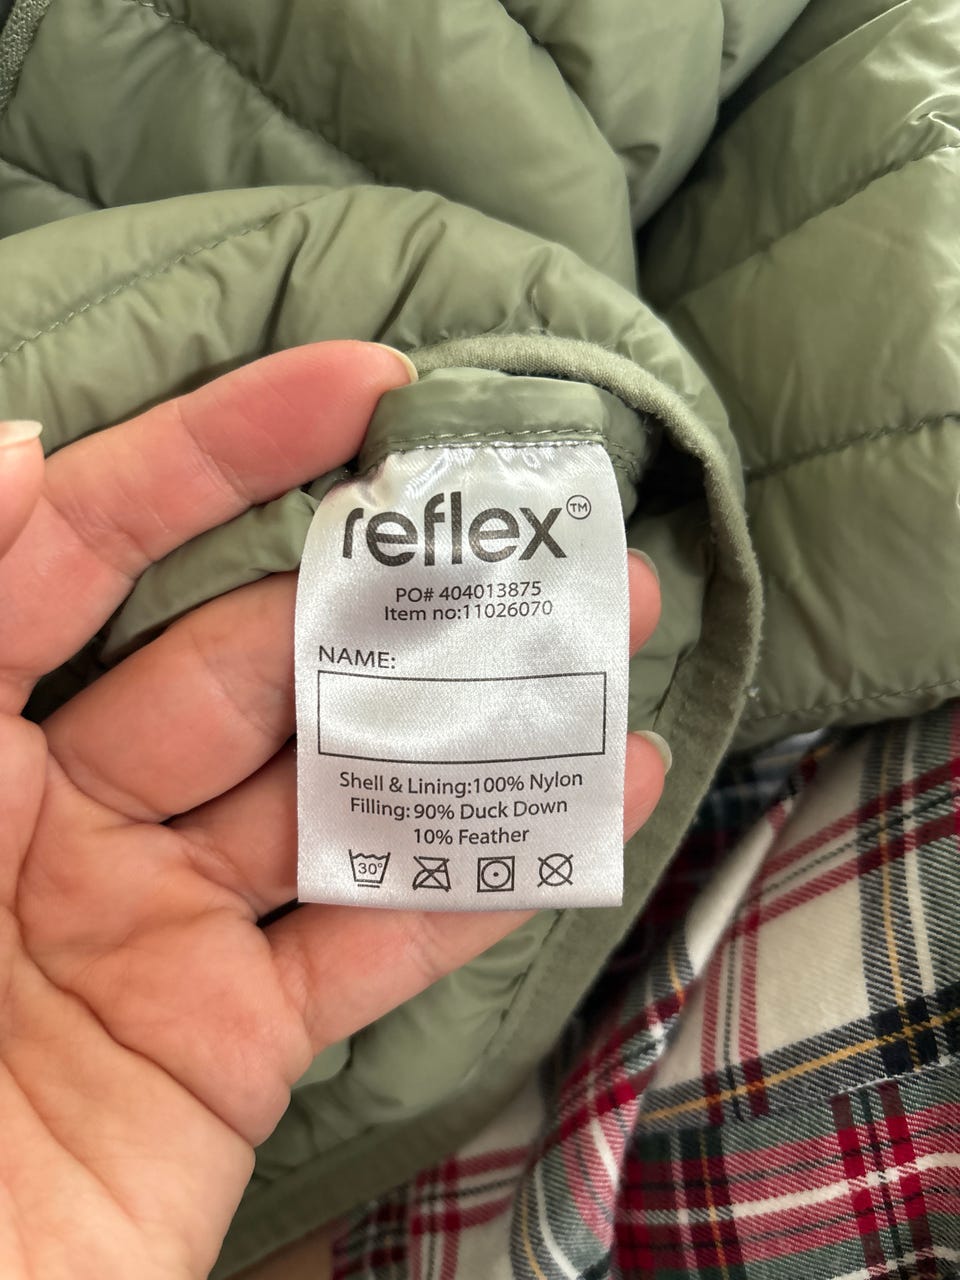 reflex™
PO# 404013875
Item no:11026070
NAME:
Shell & Lining:100% Nylon
Filling: 90% Duck Down
10% Feather
30°